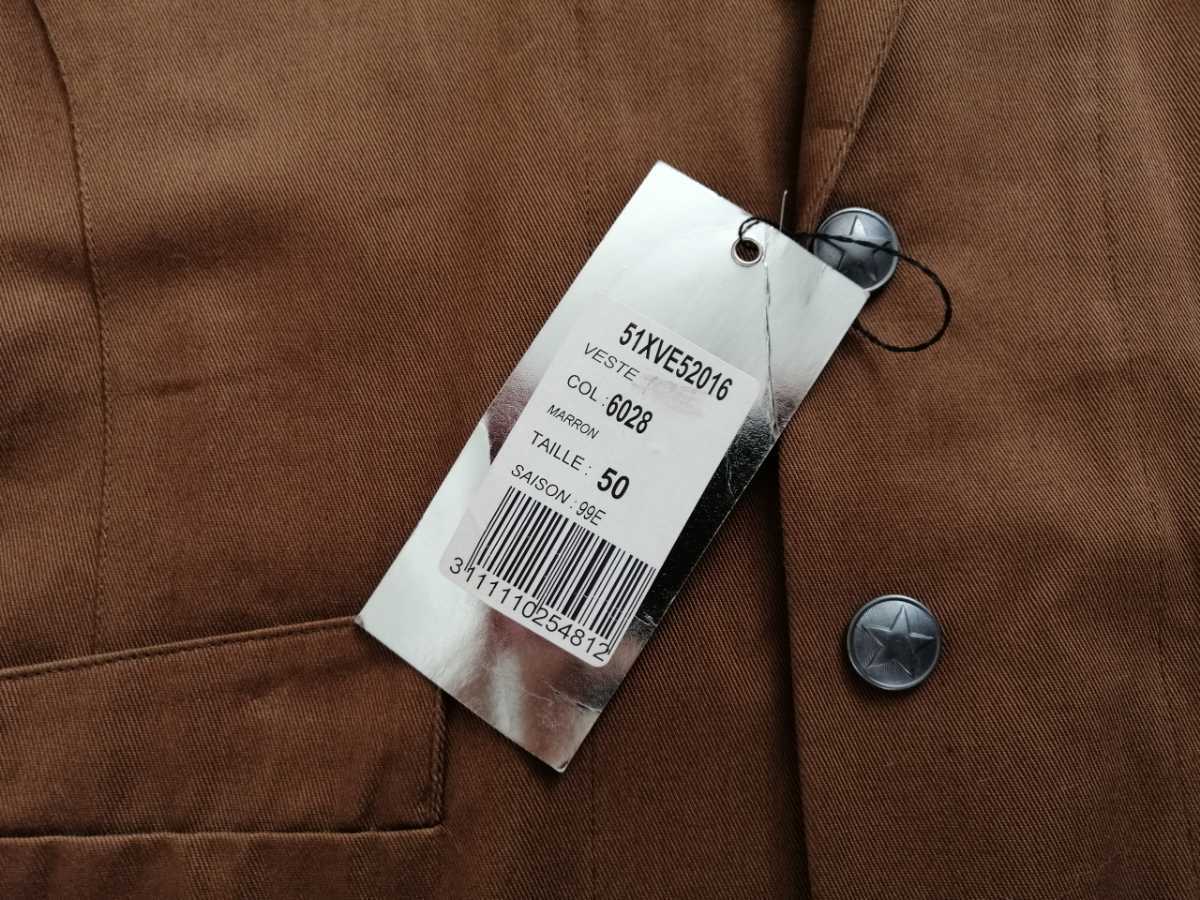 51XVE52016
VESTE
COL : 6028
MARRON
TAILLE : 50
SAISON : 99E
3111110254812